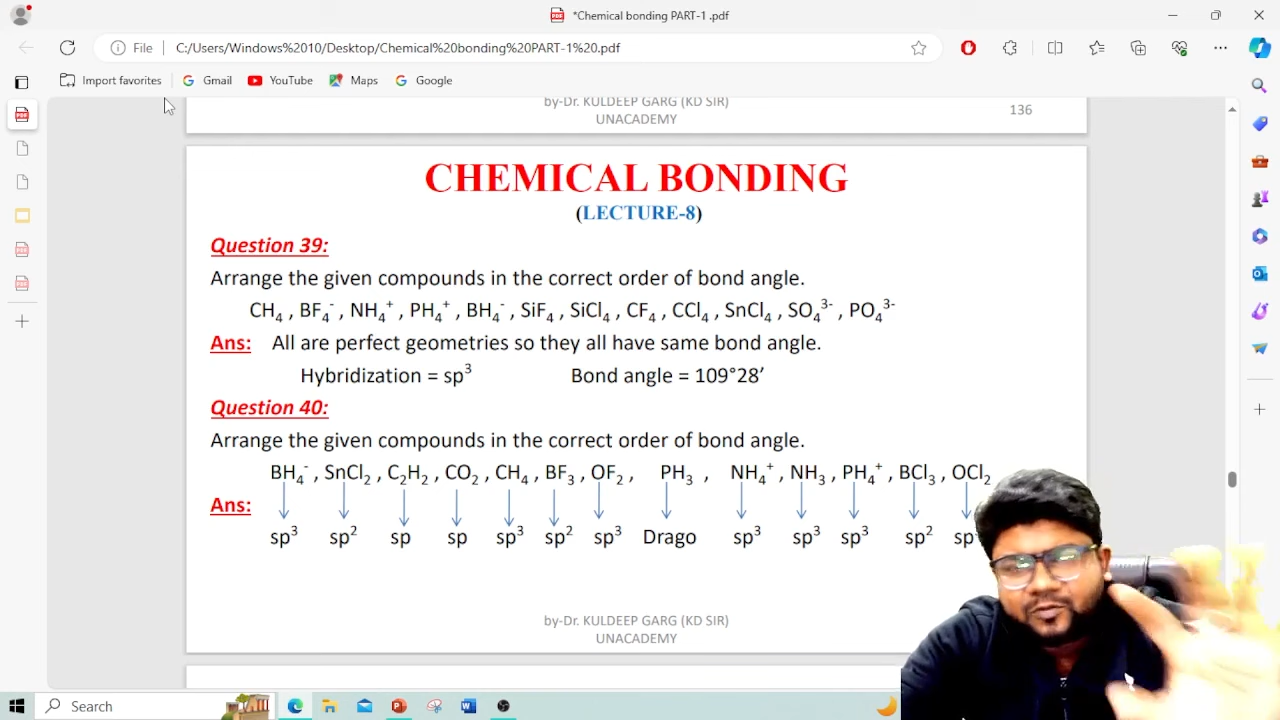 *Chemical bonding PART-1 .pdf
File
C:/Users/Windows%2010/Desktop/Chemical%20bonding%20PART-1%20.pdf
Import favorites
Gmail
YouTube
Maps
Google
by-Dr. KULDEEP GARG (KD SIR)
UNACADEMY
136
CHEMICAL BONDING
(LECTURE-8)
Question 39:
Arrange the given compounds in the correct order of bond angle.
CH₄ , BF₄⁻ , NH₄⁺ , PH₄⁺ , BH₄⁻ , SiF₄ , SiCl₄ , CF₄ , CCl₄ , SnCl₄ , SO₄³⁻ , PO₄³⁻
Ans: All are perfect geometries so they all have same bond angle.
Hybridization = sp³ Bond angle = 109°28′
Question 40:
Arrange the given compounds in the correct order of bond angle.
BH₄⁻ , SnCl₂ , C₂H₂ , CO₂ , CH₄ , BF₃ , OF₂ , PH₃ , NH₄⁺ , NH₃ , PH₄⁺ , BCl₃ , OCl₂
Ans:
sp³ sp² sp sp sp³ sp² sp³ Drago sp³ sp³ sp³ sp² sp
by-Dr. KULDEEP GARG (KD SIR)
UNACADEMY
Search